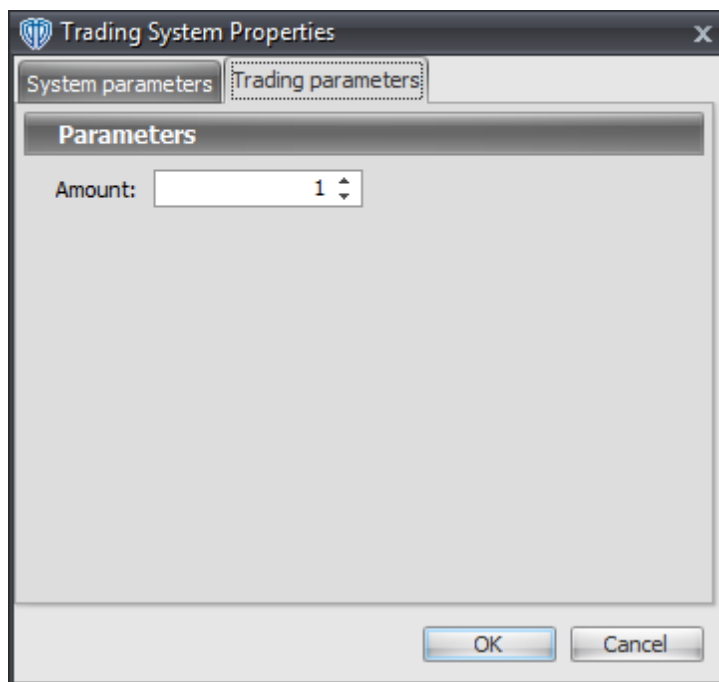 Trading System Properties x
System parameters Trading parameters
Parameters
Amount: 1
OK Cancel